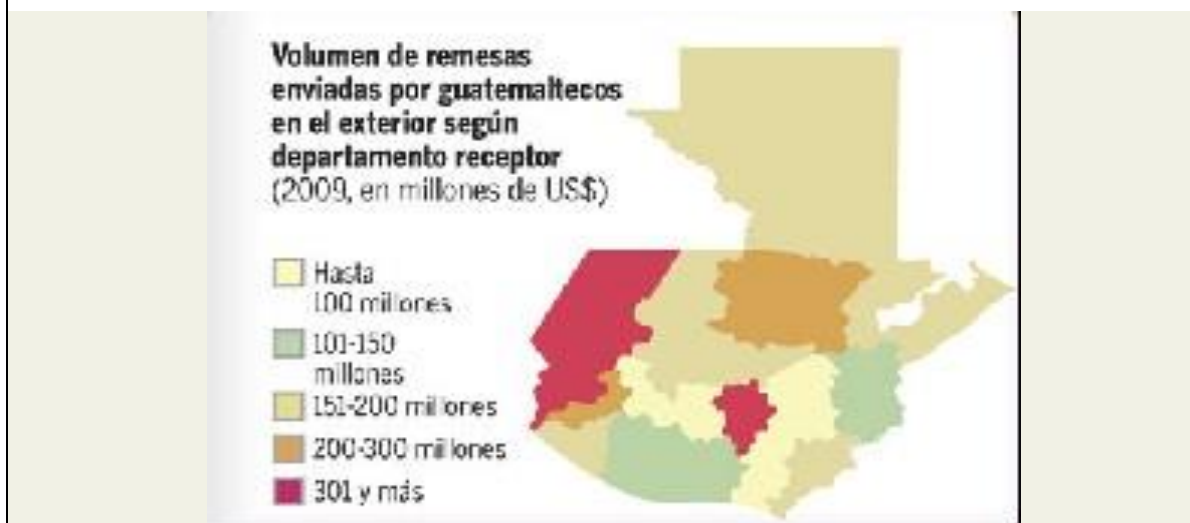 Volumen de remesas
enviadas por guatemaltecos
en el exterior según
departamento receptor
(2009, en millones de US$)
Hasta
100 millones
101-150
millones
151-200 millones
200-300 millones
301 y más